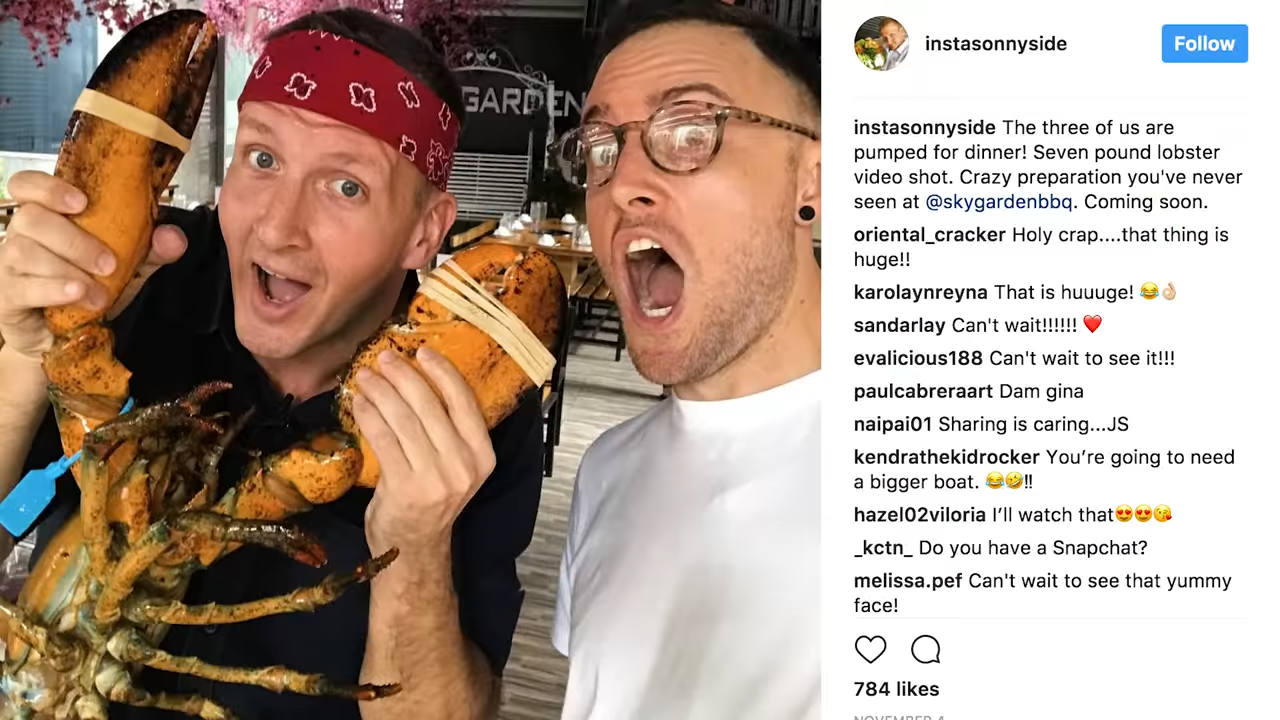 GARDEN
instasonnyside
Follow
instasonnyside The three of us are
pumped for dinner! Seven pound lobster
video shot. Crazy preparation you've never
seen at @skygardenbbq. Coming soon.
oriental_cracker Holy crap....that thing is
huge!!
karolaynreyna That is huuuge! 😂👌🏼
sandarlay Can't wait!!!!!! ❤️
evalicious188 Can't wait to see it!!!
paulcabreraart Dam gina
naipai01 Sharing is caring...JS
kendrathekidrocker You’re going to need
a bigger boat. 😂🤣‼️
hazel02viloria I’ll watch that😍😍😘
_kctn_ Do you have a Snapchat?
melissa.pef Can't wait to see that yummy
face!
784 likes
NOVEMBER 4